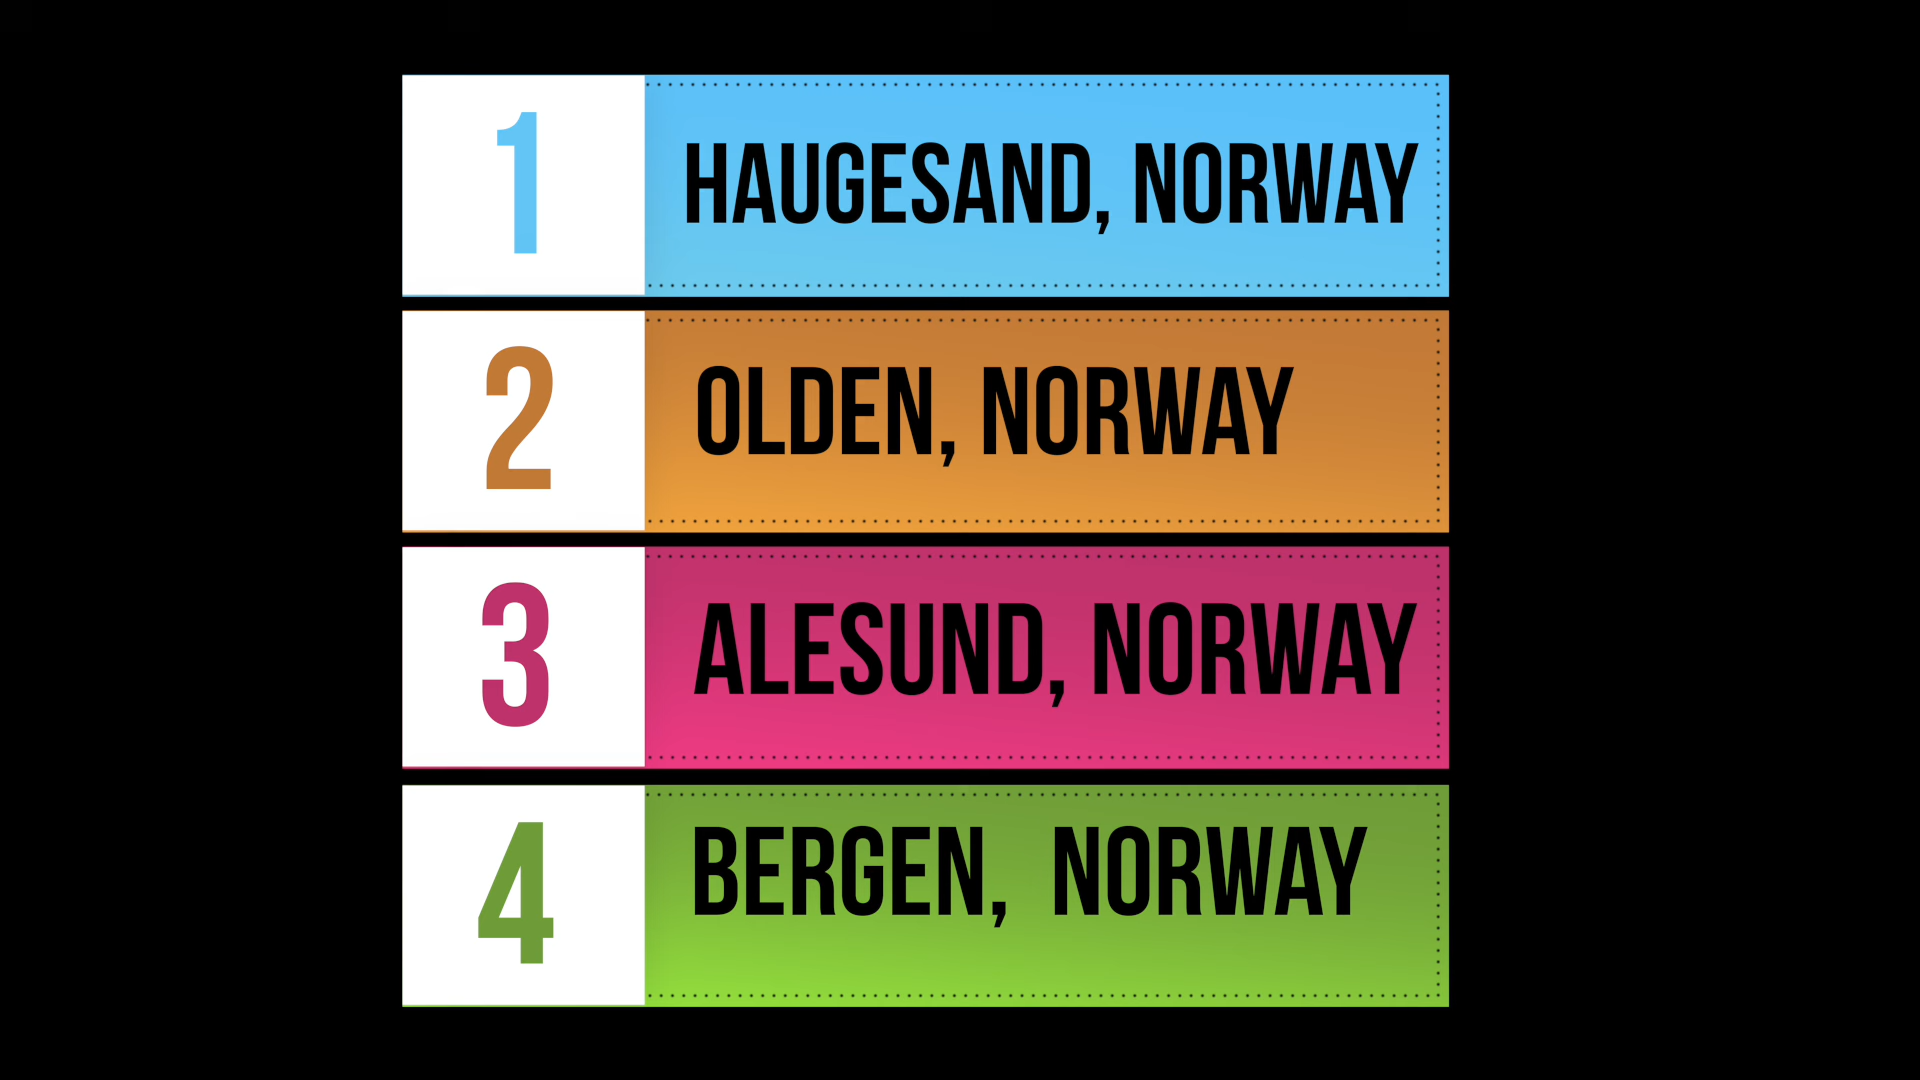 1
HAUGESAND, NORWAY
2
OLDEN, NORWAY
3
ALESUND, NORWAY
4
BERGEN, NORWAY